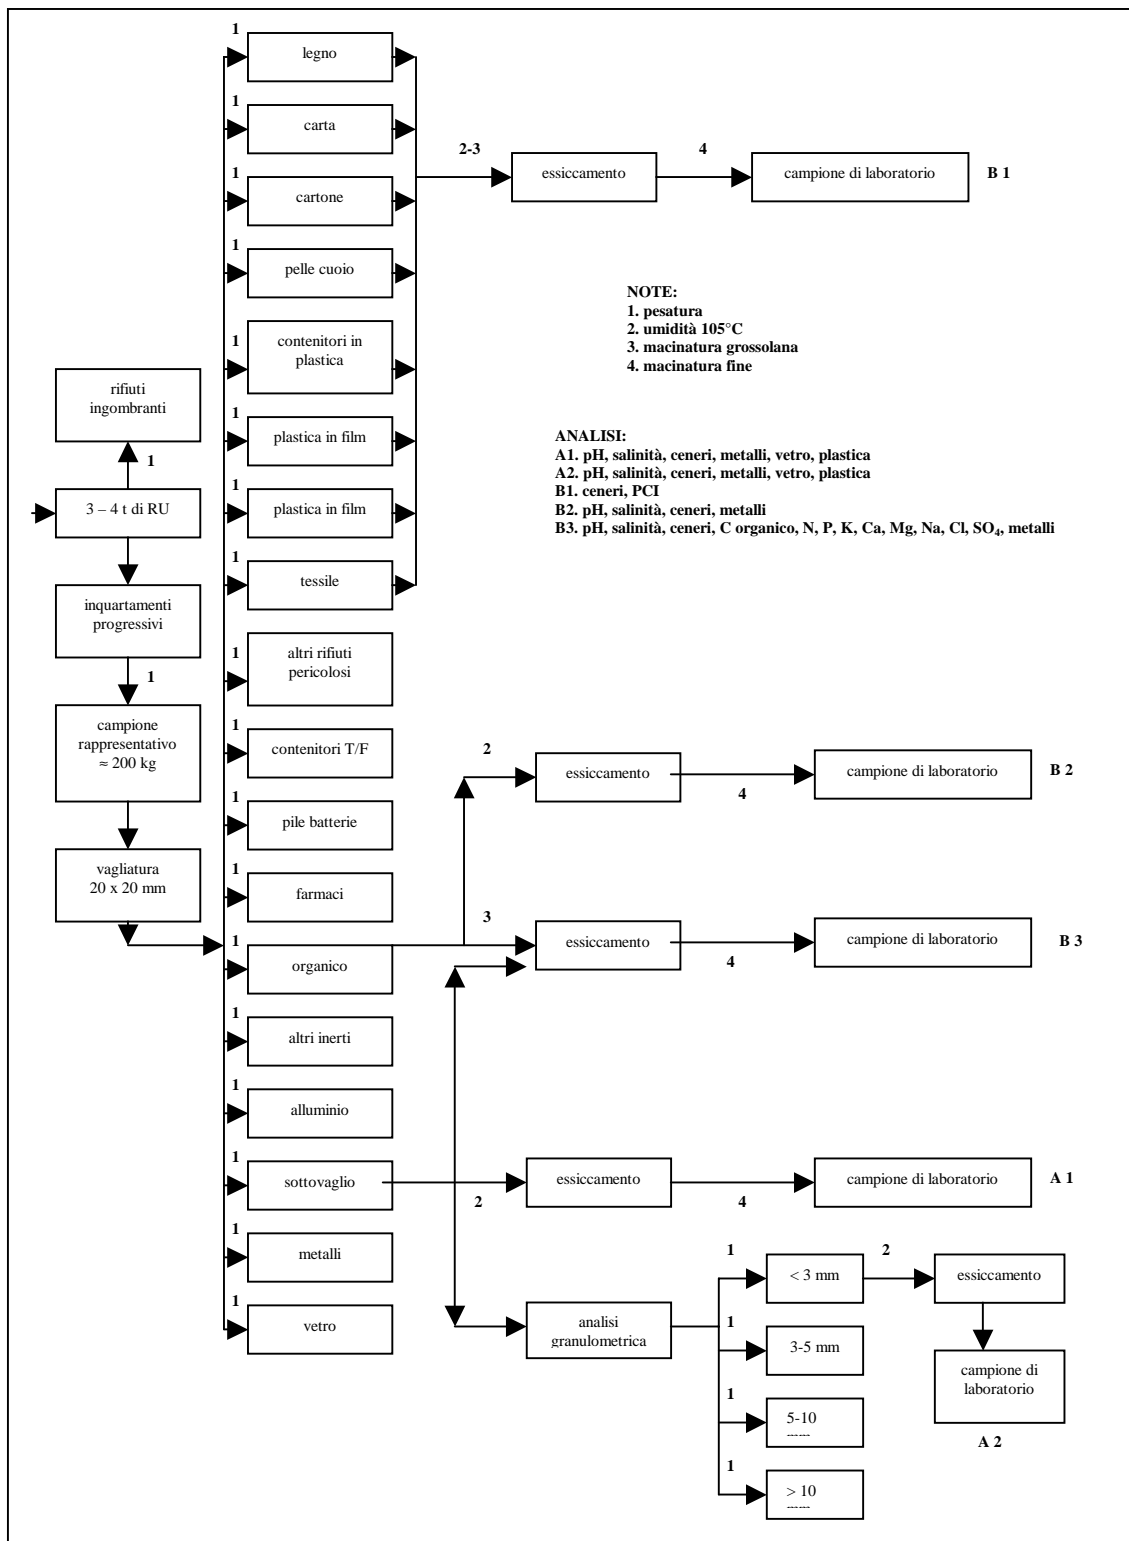 1
legno
1
carta
2-3
essiccamento
4
campione di laboratorio
B 1
1
cartone
1
pelle cuoio
NOTE:
1. pesatura
2. umidità 105°C
3. macinatura grossolana
4. macinatura fine
1
contenitori in
plastica
rifiuti
ingombranti
1
plastica in film
ANALISI:
A1. pH, salinità, ceneri, metalli, vetro, plastica
A2. pH, salinità, ceneri, metalli, vetro, plastica
B1. ceneri, PCI
B2. pH, salinità, ceneri, metalli
B3. pH, salinità, ceneri, C organico, N, P, K, Ca, Mg, Na, Cl, SO₄, metalli
1
3 – 4 t di RU
1
plastica in film
1
tessile
inquartamenti
progressivi
1
1
altri rifiuti
pericolosi
campione
rappresentativo
≈ 200 kg
1
contenitori T/F
2
essiccamento
4
campione di laboratorio
B 2
1
pile batterie
vagliatura
20 x 20 mm
1
farmaci
1
organico
3
essiccamento
4
campione di laboratorio
B 3
1
altri inerti
1
alluminio
1
sottovaglio
2
essiccamento
4
campione di laboratorio
A 1
1
metalli
1
vetro
analisi
granulometrica
1
< 3 mm
2
essiccamento
1
3-5 mm
campione di
laboratorio
A 2
1
5-10
1
> 10